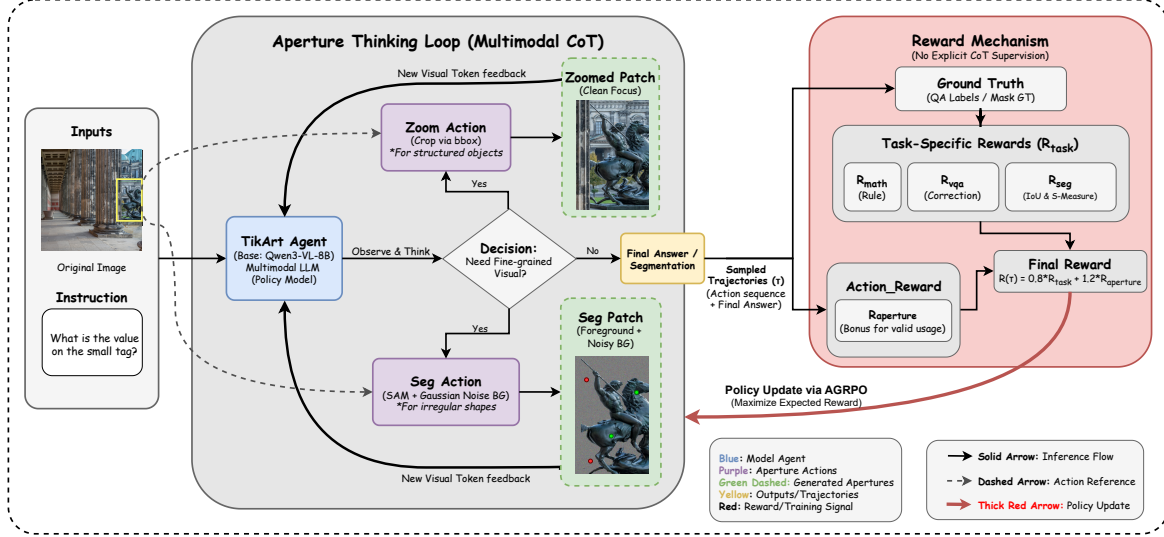 Aperture Thinking Loop (Multimodal CoT)
Reward Mechanism
(No Explicit CoT Supervision)
New Visual Token feedback
Zoomed Patch
(Clean Focus)
Ground Truth
(QA Labels / Mask GT)
Inputs
Original Image
Instruction
What is the value
on the small tag?
Zoom Action
(Crop via bbox)
*For structured objects
Yes
TikArt Agent
(Base: Qwen3-VL-8B)
Multimodal LLM
(Policy Model)
Observe & Think
Decision:
Need Fine-grained
Visual?
No
Final Answer /
Segmentation
Yes
Seg Action
(SAM + Gaussian Noise BG)
*For irregular shapes
Seg Patch
(Foreground +
Noisy BG)
New Visual Token feedback
Sampled
Trajectories (τ)
(Action sequence
+ Final Answer)
Task-Specific Rewards (Rtask)
Rmath
(Rule)
Rvqa
(Correction)
Rseg
(IoU & S-Measure)
Action_Reward
Raperture
(Bonus for valid usage)
Final Reward
R(τ) = 0.8*Rtask + 1.2*Raperture
Policy Update via AGRPO
(Maximize Expected Reward)
Blue: Model Agent
Purple: Aperture Actions
Green Dashed: Generated Apertures
Yellow: Outputs/Trajectories
Red: Reward/Training Signal
Solid Arrow: Inference Flow
Dashed Arrow: Action Reference
Thick Red Arrow: Policy Update